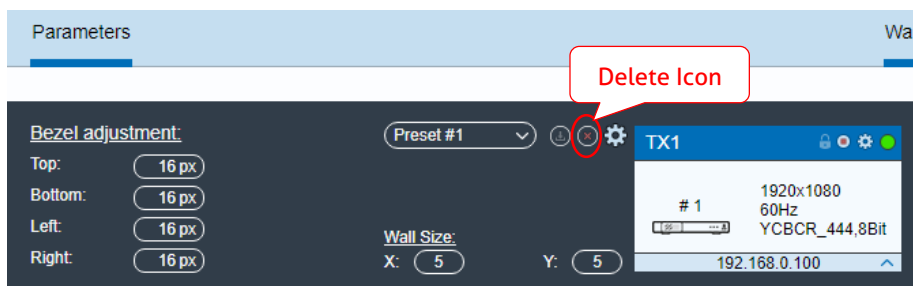 Parameters
Wa
Delete Icon
Bezel adjustment:
Top: 16 px
Bottom: 16 px
Left: 16 px
Right: 16 px
Preset #1
Wall Size:
X: 5 Y: 5
TX1
# 1
1920x1080
60Hz
YCBCR_444,8Bit
192.168.0.100